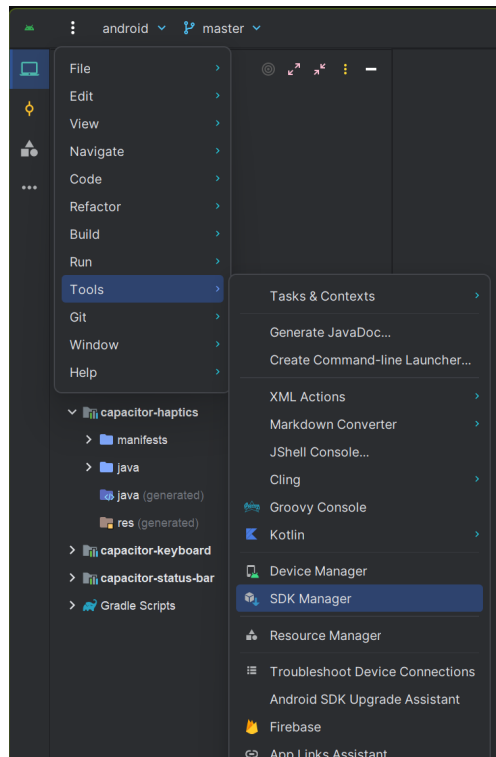 android master
File
Edit
View
Navigate
Code
Refactor
Build
Run
Tools
Git
Window
Help
capacitor-haptics
manifests
java
java (generated)
res (generated)
capacitor-keyboard
capacitor-status-bar
Gradle Scripts
Tasks & Contexts
Generate JavaDoc...
Create Command-line Launcher...
XML Actions
Markdown Converter
JShell Console...
Cling
Groovy Console
Kotlin
Device Manager
SDK Manager
Resource Manager
Troubleshoot Device Connections
Android SDK Upgrade Assistant
Firebase
App Links Assistant